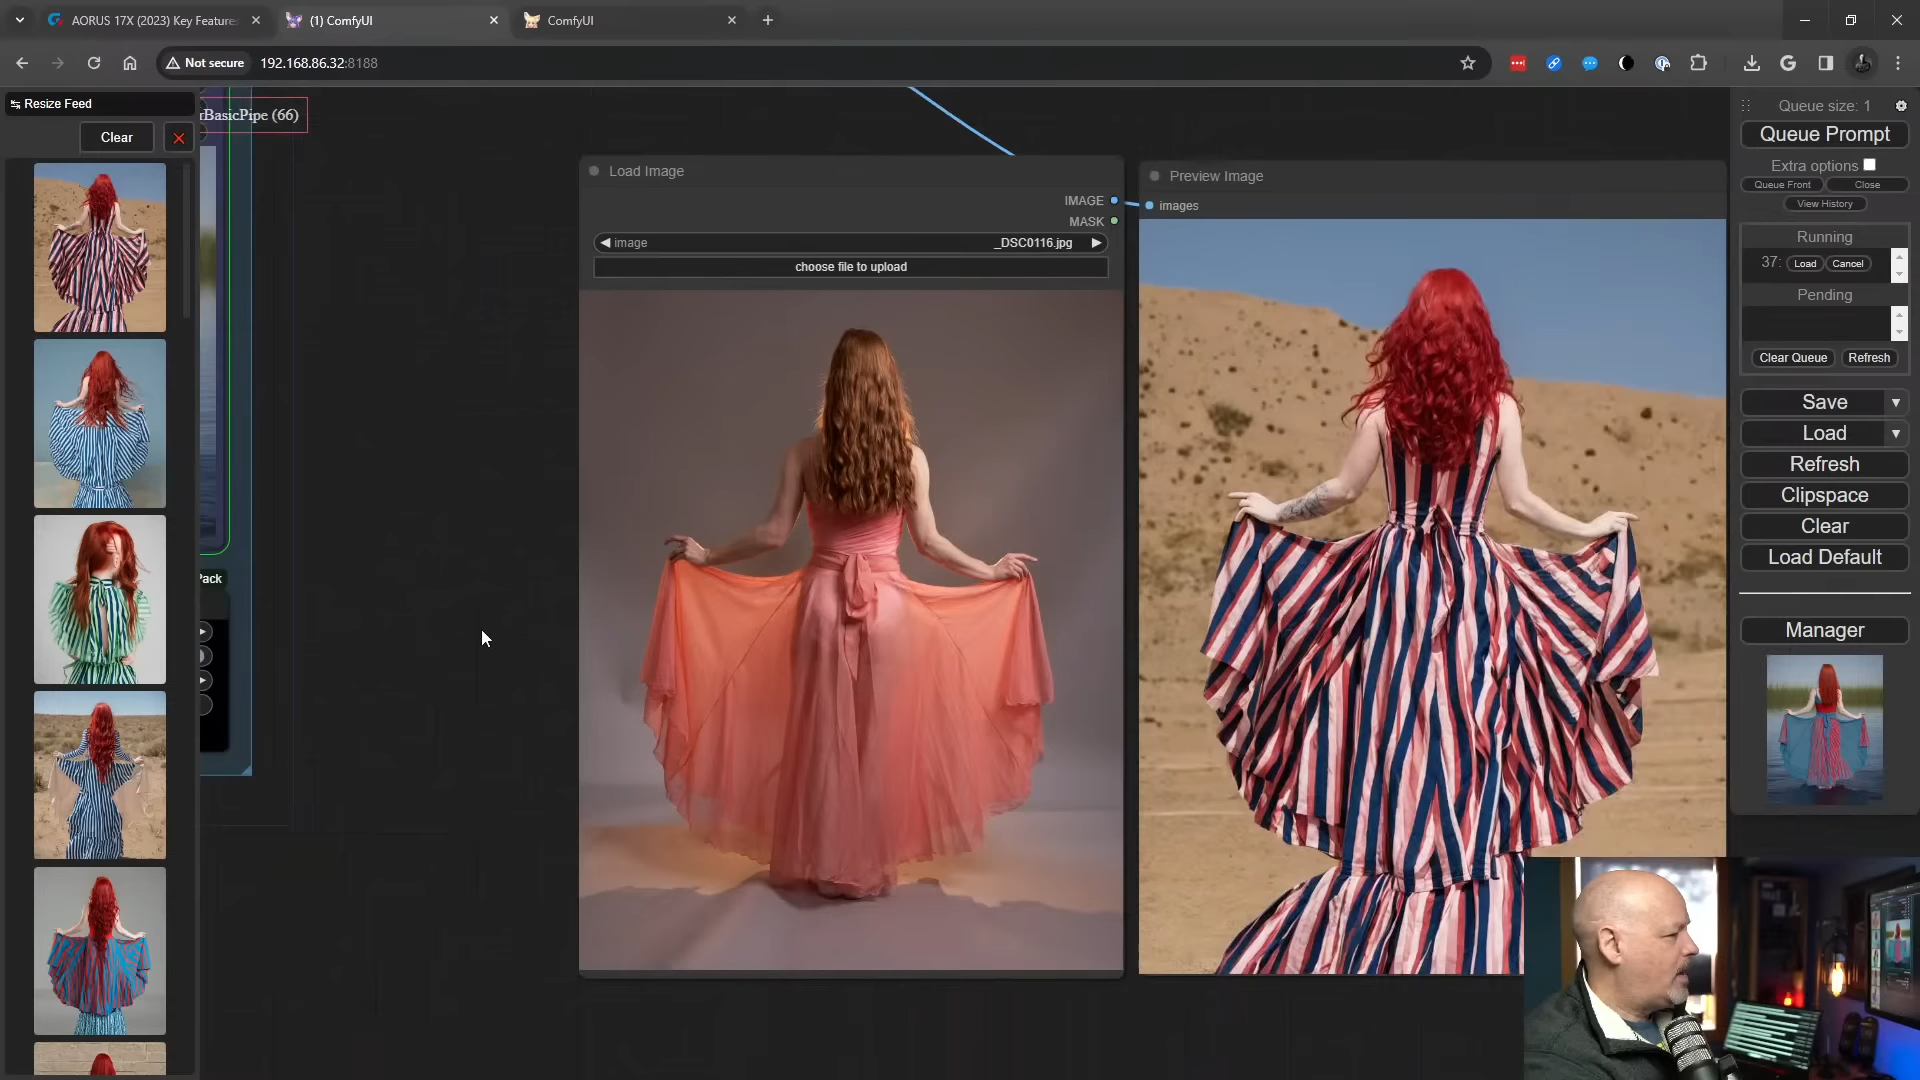 AORUS 17X (2023) Key Feature
(1) ComfyUI
ComfyUI
Not secure
192.168.86.32:8188
Resize Feed
Clear
rBasicPipe (66)
Pack
Load Image
IMAGE
MASK
image
_DSC0116.jpg
choose file to upload
Preview Image
images
Queue size: 1
Queue Prompt
Extra options
Queue Front
Close
View History
Running
37:
Load
Cancel
Pending
Clear Queue
Refresh
Save
Load
Refresh
Clipspace
Clear
Load Default
Manager